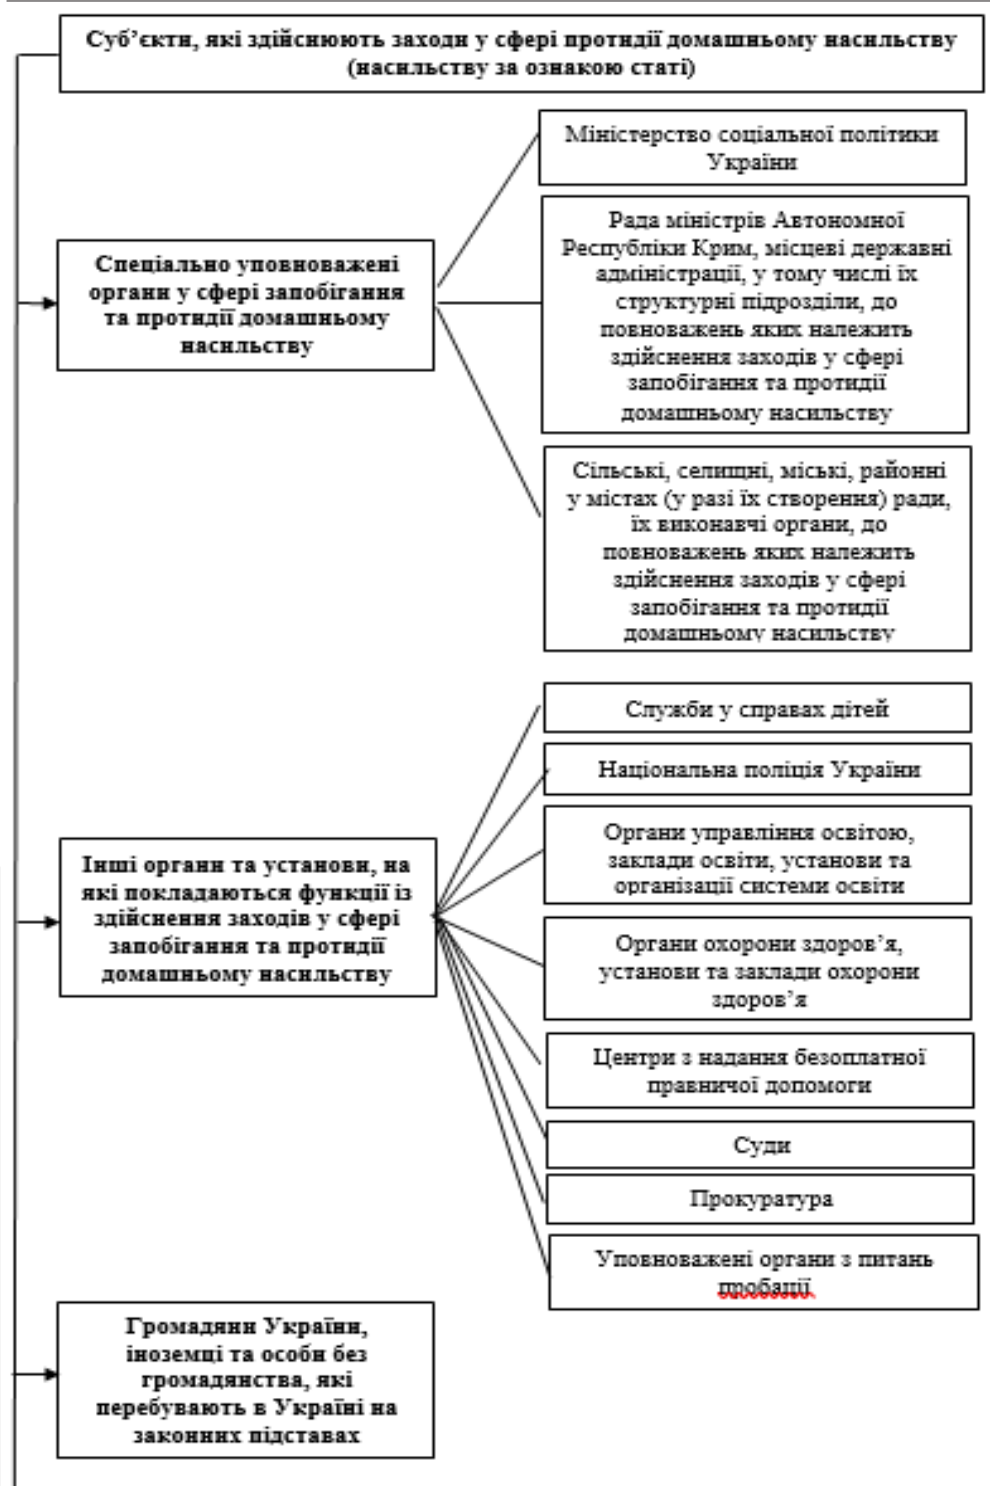 Суб’єкти, які здійснюють заходи у сфері протидії домашньому насильству
(насильству за ознакою статі)
Міністерство соціальної політики
України
Спеціально уповноважені
органи у сфері запобігання
та протидії домашньому
насильству
Рада міністрів Автономної
Республіки Крим, місцеві державні
адміністрації, у тому числі їх
структурні підрозділи, до
повноважень яких належить
здійснення заходів у сфері
запобігання та протидії
домашньому насильству
Сільські, селищні, міські, районні
у містах (у разі їх створення) ради,
їх виконавчі органи, до
повноважень яких належить
здійснення заходів у сфері
запобігання та протидії
домашньому насильству
Інші органи та установи, на
які покладаються функції із
здійснення заходів у сфері
запобігання та протидії
домашньому насильству
Служби у справах дітей
Національна поліція України
Органи управління освітою,
заклади освіти, установи та
організації системи освіти
Органи охорони здоров’я,
установи та заклади охорони
здоров’я
Центри з надання безоплатної
правничої допомоги
Суди
Прокуратура
Уповноважені органи з питань
пробації
Громадяни України,
іноземці та особи без
громадянства, які
перебувають в Україні на
законних підставах